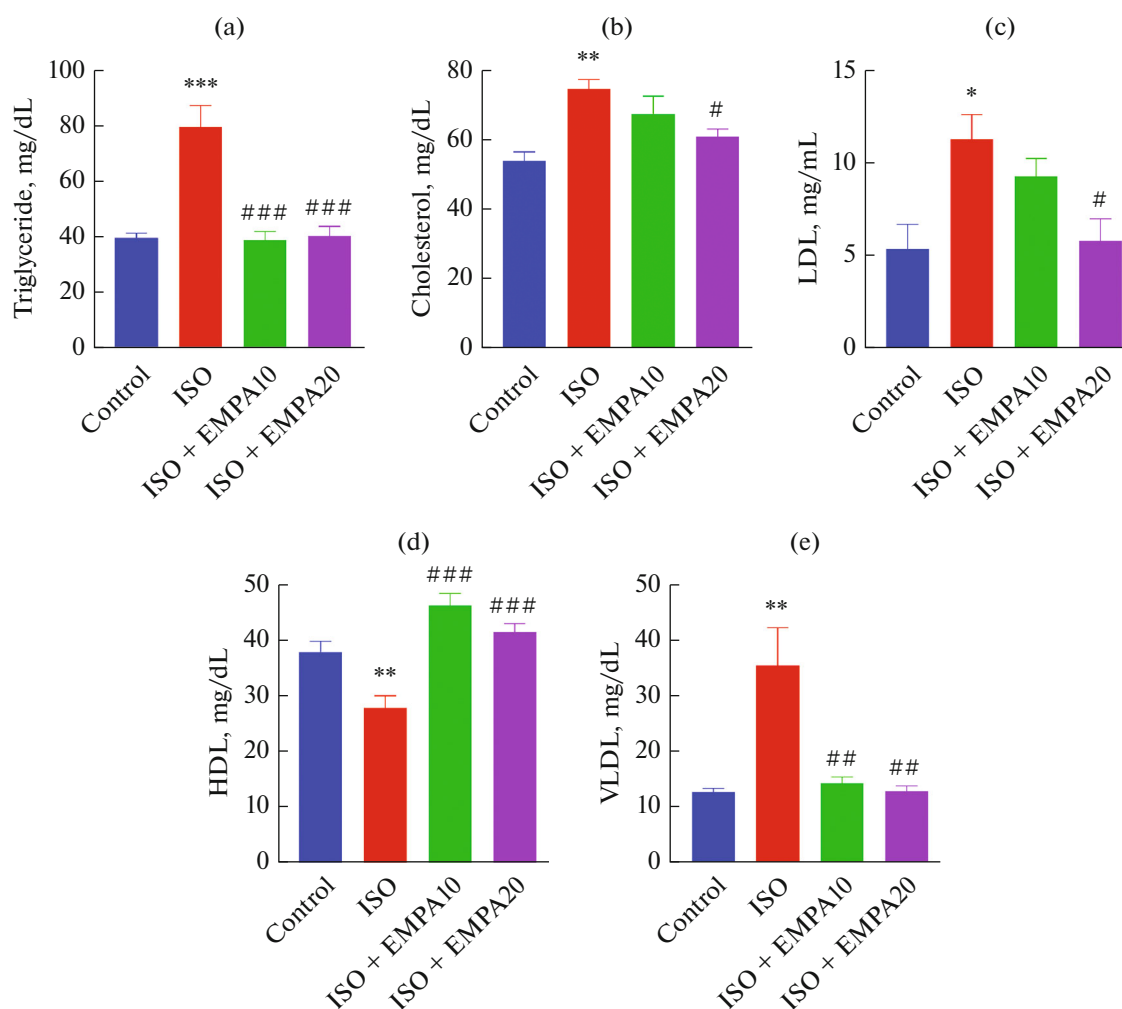 (a)
Triglyceride, mg/dL
100
80
60
40
20
0
***
###
###
Control
ISO
ISO + EMPA10
ISO + EMPA20
(b)
Cholesterol, mg/dL
80
60
40
20
0
**
#
Control
ISO
ISO + EMPA10
ISO + EMPA20
(c)
LDL, mg/mL
15
10
5
0
*
#
Control
ISO
ISO + EMPA10
ISO + EMPA20
(d)
HDL, mg/dL
50
40
30
20
10
0
**
###
###
Control
ISO
ISO + EMPA10
ISO + EMPA20
(e)
VLDL, mg/dL
50
40
30
20
10
0
**
##
##
Control
ISO
ISO + EMPA10
ISO + EMPA20